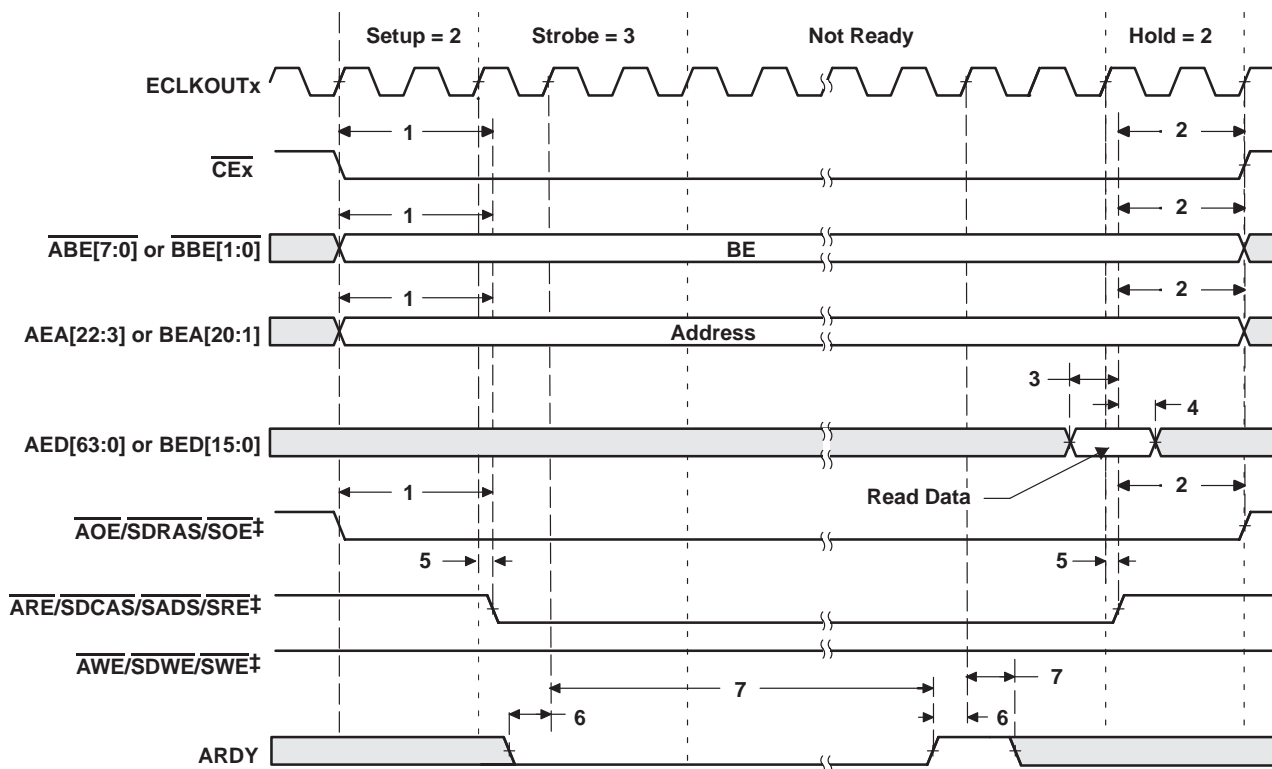 Setup = 2 Strobe = 3 Not Ready Hold = 2
ECLKOUTx
1 2
CEx
1 2
ABE[7:0] or BBE[1:0] BE
1 2
AEA[22:3] or BEA[20:1] Address
3
4
AED[63:0] or BED[15:0]
1 Read Data 2
AOE/SDRAS/SOE‡
5 5
ARE/SDCAS/SADS/SRE‡
AWE/SDWE/SWE‡
7 7
6 6
ARDY